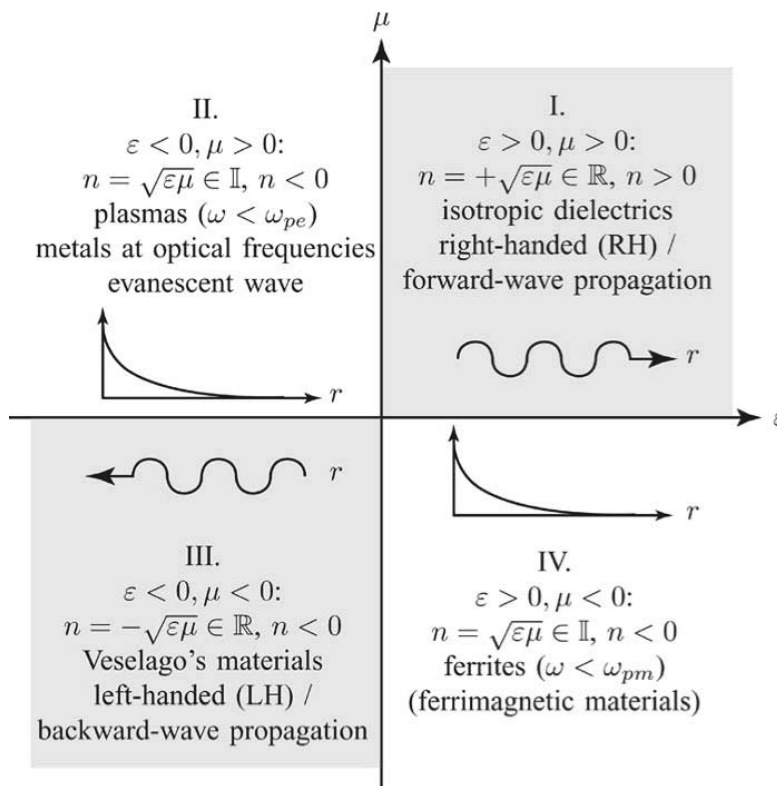 μ
II.
ε < 0, μ > 0:
n = √εμ ∈ 𝕀, n < 0
plasmas (ω < ω_pe)
metals at optical frequencies
evanescent wave
r
I.
ε > 0, μ > 0:
n = +√εμ ∈ ℝ, n > 0
isotropic dielectrics
right-handed (RH) /
forward-wave propagation
r
ε
r
III.
ε < 0, μ < 0:
n = −√εμ ∈ ℝ, n < 0
Veselago's materials
left-handed (LH) /
backward-wave propagation
r
IV.
ε > 0, μ < 0:
n = √εμ ∈ 𝕀, n < 0
ferrites (ω < ω_pm)
(ferrimagnetic materials)